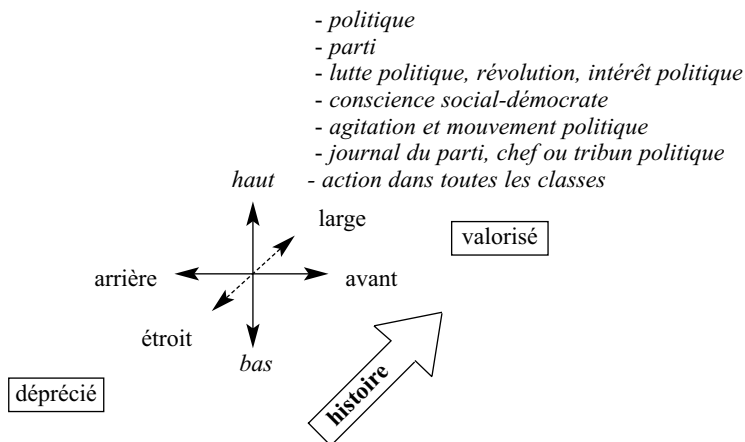 - politique
- parti
- lutte politique, révolution, intérêt politique
- conscience social-démocrate
- agitation et mouvement politique
- journal du parti, chef ou tribun politique
haut - action dans toutes les classes
large
valorisé
arrière avant
étroit
bas
histoire
déprécié